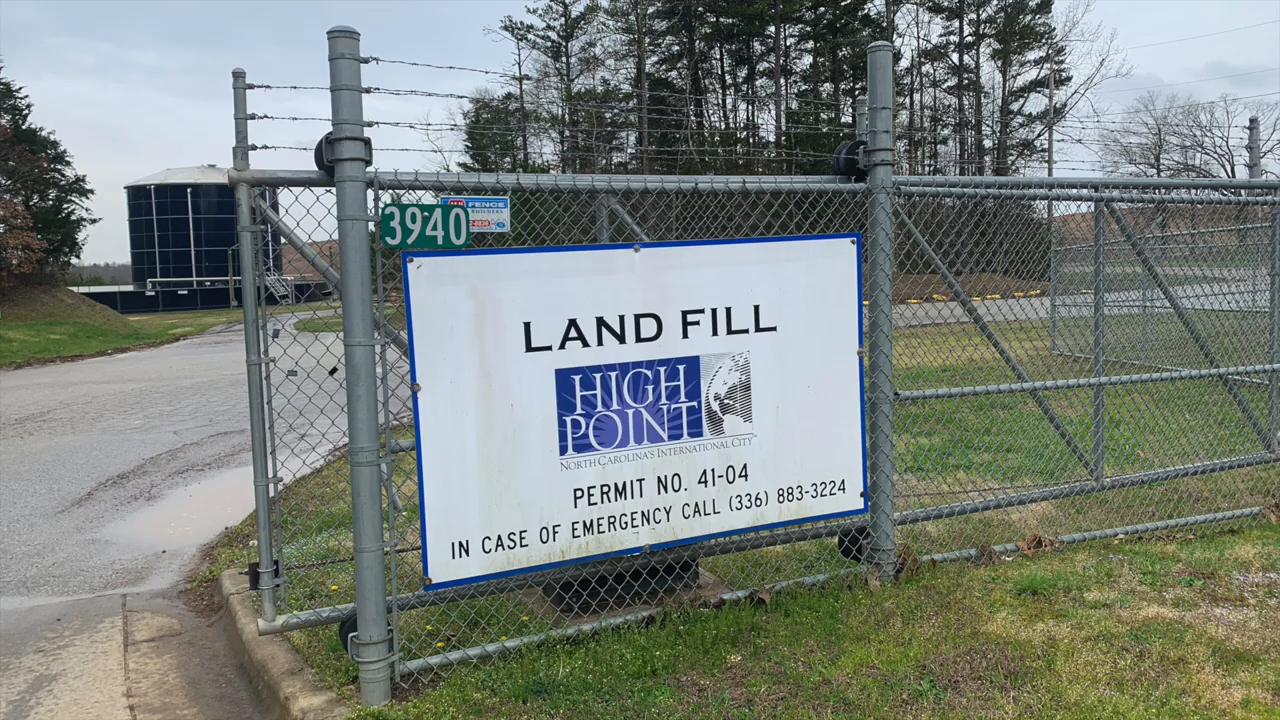 3940
FENCE
BUILDERS
LAND FILL
HIGH
POINT
NORTH CAROLINA'S INTERNATIONAL CITY
PERMIT NO. 41-04
IN CASE OF EMERGENCY CALL (336) 883-3224